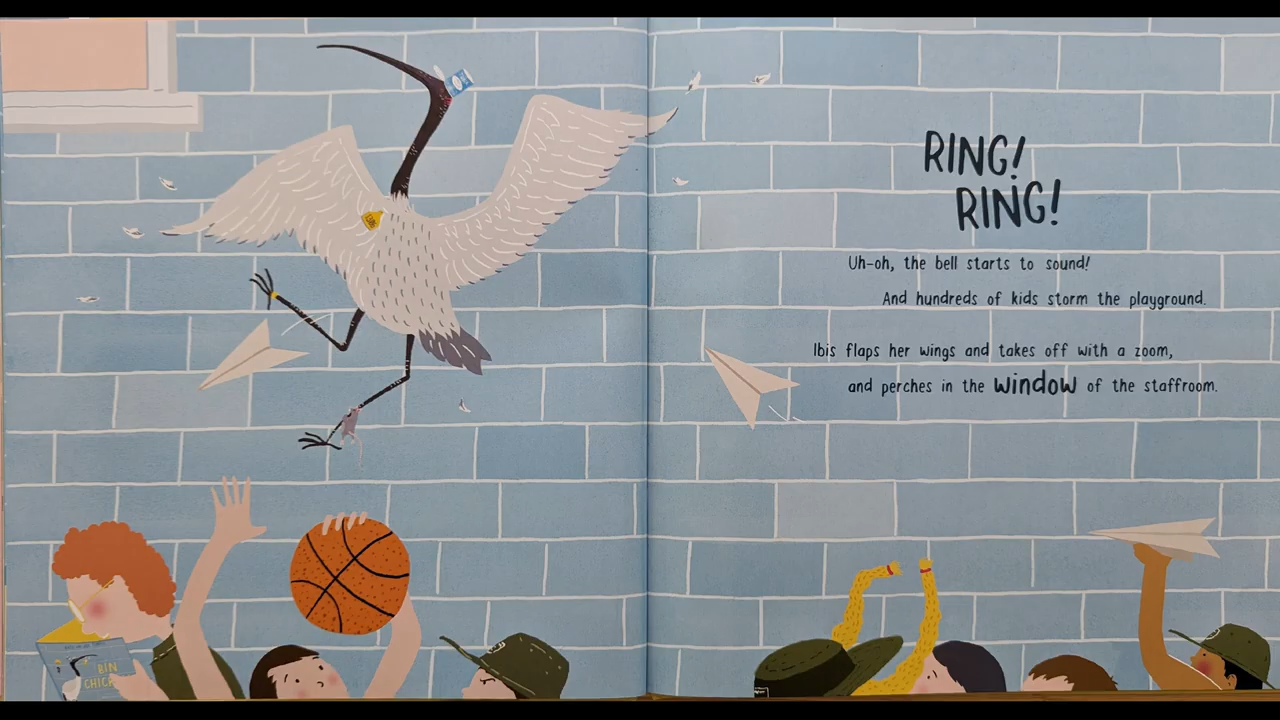 RING!
RING!
Uh-oh, the bell starts to sound!
And hundreds of kids storm the playground.
Ibis flaps her wings and takes off with a zoom,
and perches in the window of the staffroom.
BIN
CHICK